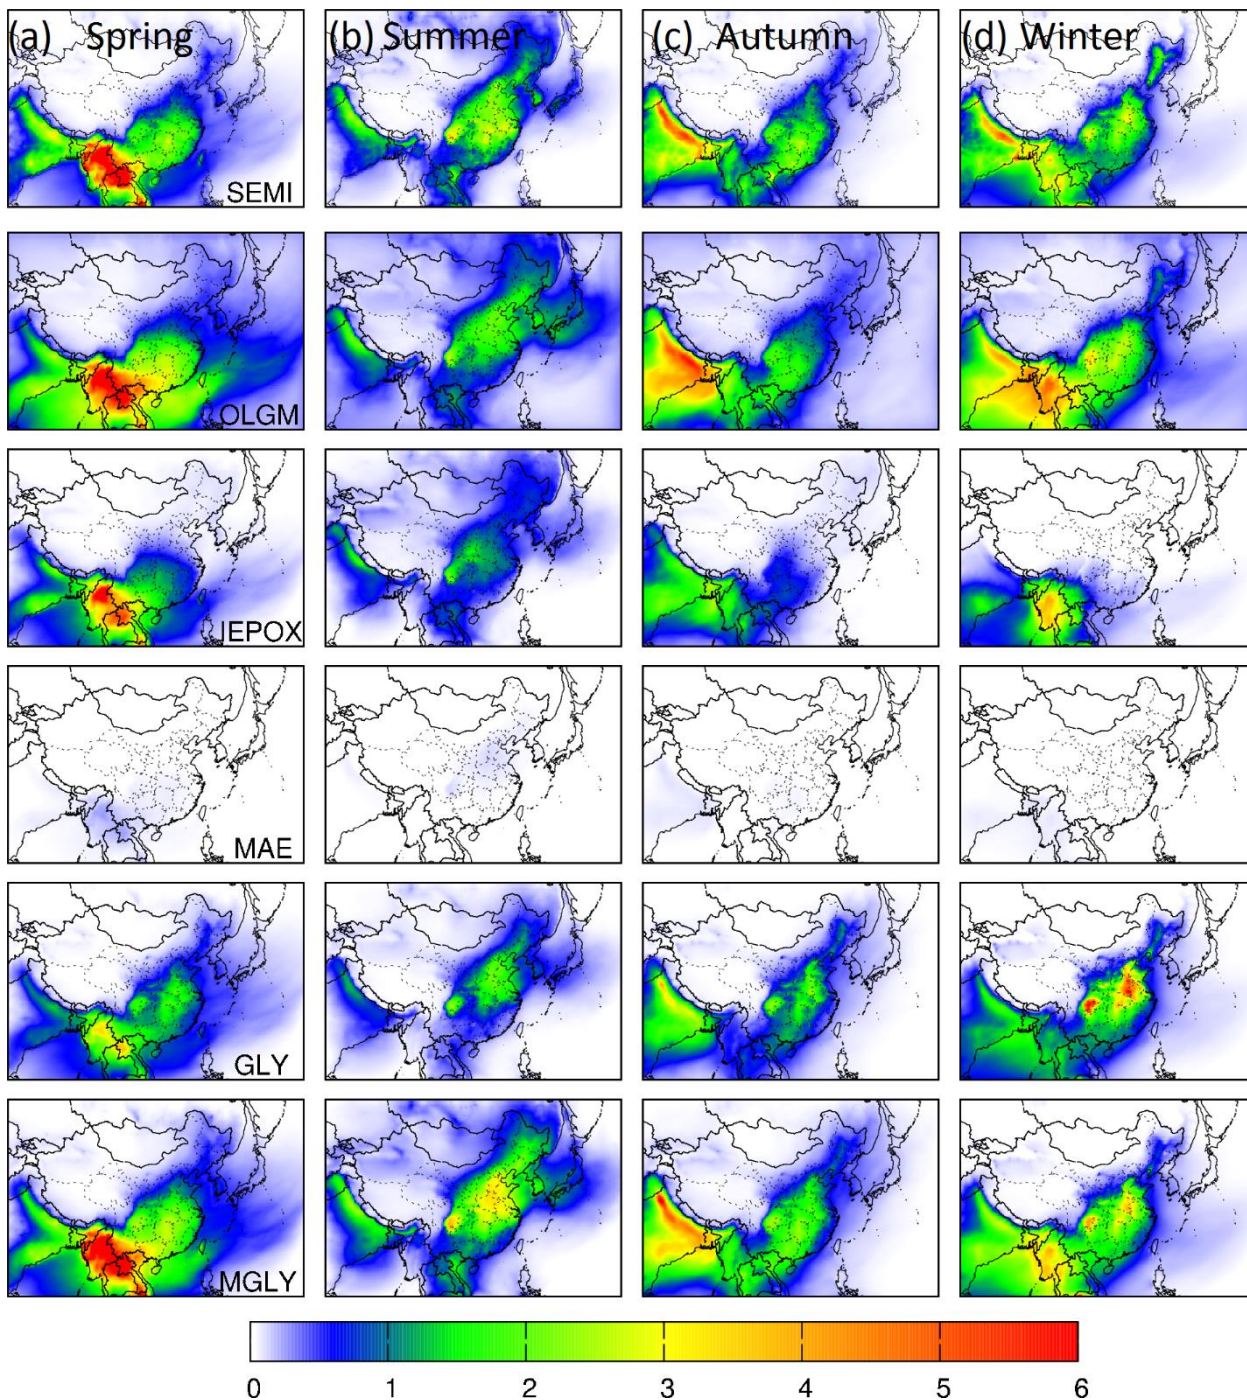 (a) Spring
(b) Summer
(c) Autumn
(d) Winter
SEMI
OLGM
IEPOX
MAE
GLY
MGLY
0 1 2 3 4 5 6